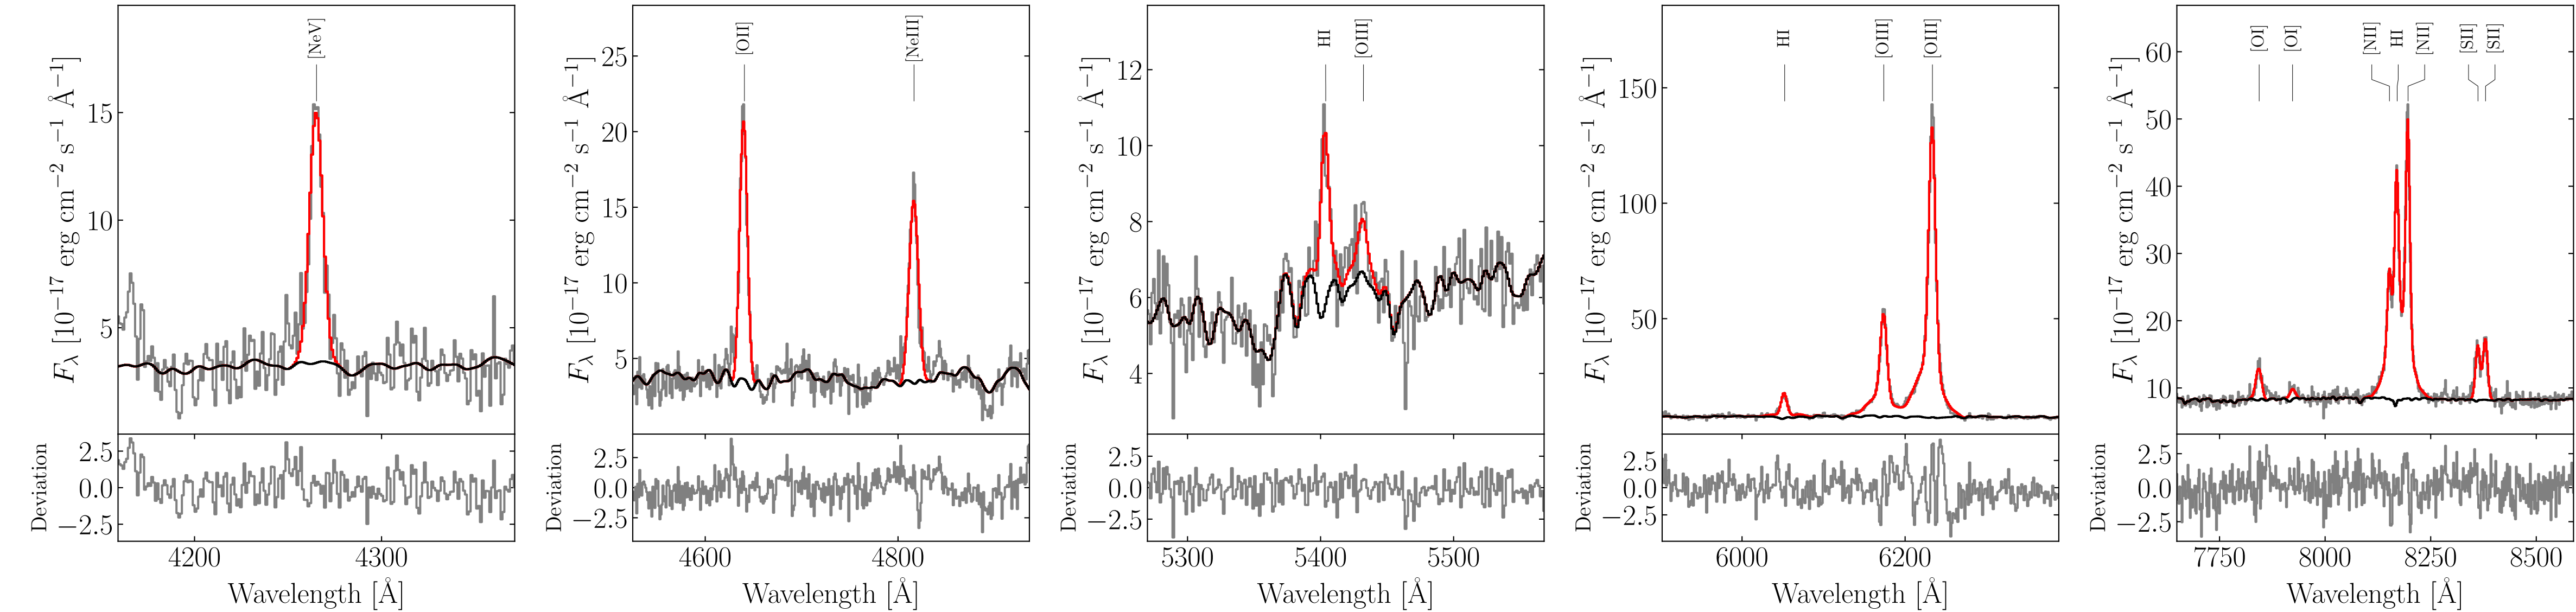 [NeV]
15
10
5
F_λ [10^−17 erg cm^−2 s^−1 Å^−1]
2.5
0.0
−2.5
Deviation
4200 4300
Wavelength [Å]
[OII] [NeIII]
25
20
15
10
5
F_λ [10^−17 erg cm^−2 s^−1 Å^−1]
2.5
0.0
−2.5
Deviation
4600 4800
Wavelength [Å]
HI [OIII]
12
10
8
6
4
F_λ [10^−17 erg cm^−2 s^−1 Å^−1]
2.5
0.0
−2.5
Deviation
5300 5400 5500
Wavelength [Å]
HI [OIII] [OIII]
150
100
50
F_λ [10^−17 erg cm^−2 s^−1 Å^−1]
2.5
0.0
−2.5
Deviation
6000 6200
Wavelength [Å]
[OI] [OI] [NII] HI [NII] [SII] [SII]
60
50
40
30
20
10
F_λ [10^−17 erg cm^−2 s^−1 Å^−1]
2.5
0.0
−2.5
Deviation
7750 8000 8250 8500
Wavelength [Å]